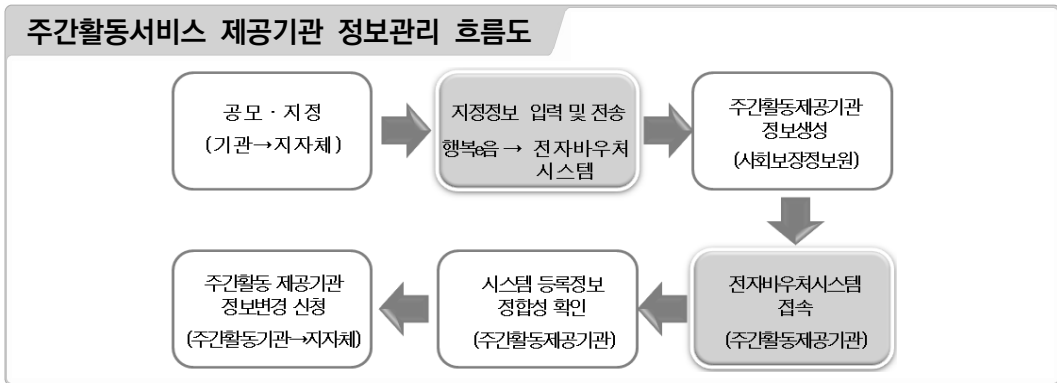 주간활동서비스 제공기관 정보관리 흐름도
공모 · 지정
(기관→지자체)
지정정보 입력 및 전송
행복e음 → 전자바우처
시스템
주간활동제공기관
정보생성
(사회보장정보원)
전자바우처시스템
접속
(주간활동제공기관)
시스템 등록정보
정합성 확인
(주간활동제공기관)
주간활동 제공기관
정보변경 신청
(주간활동기관→지자체)